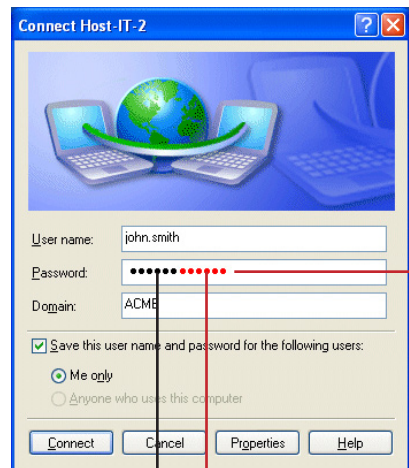 Connect Host-IT-2
User name: john.smith
Password: ••••••••••••
Domain: ACME
Save this user name and password for the following users:
Me only
Anyone who uses this computer
Connect Cancel Properties Help